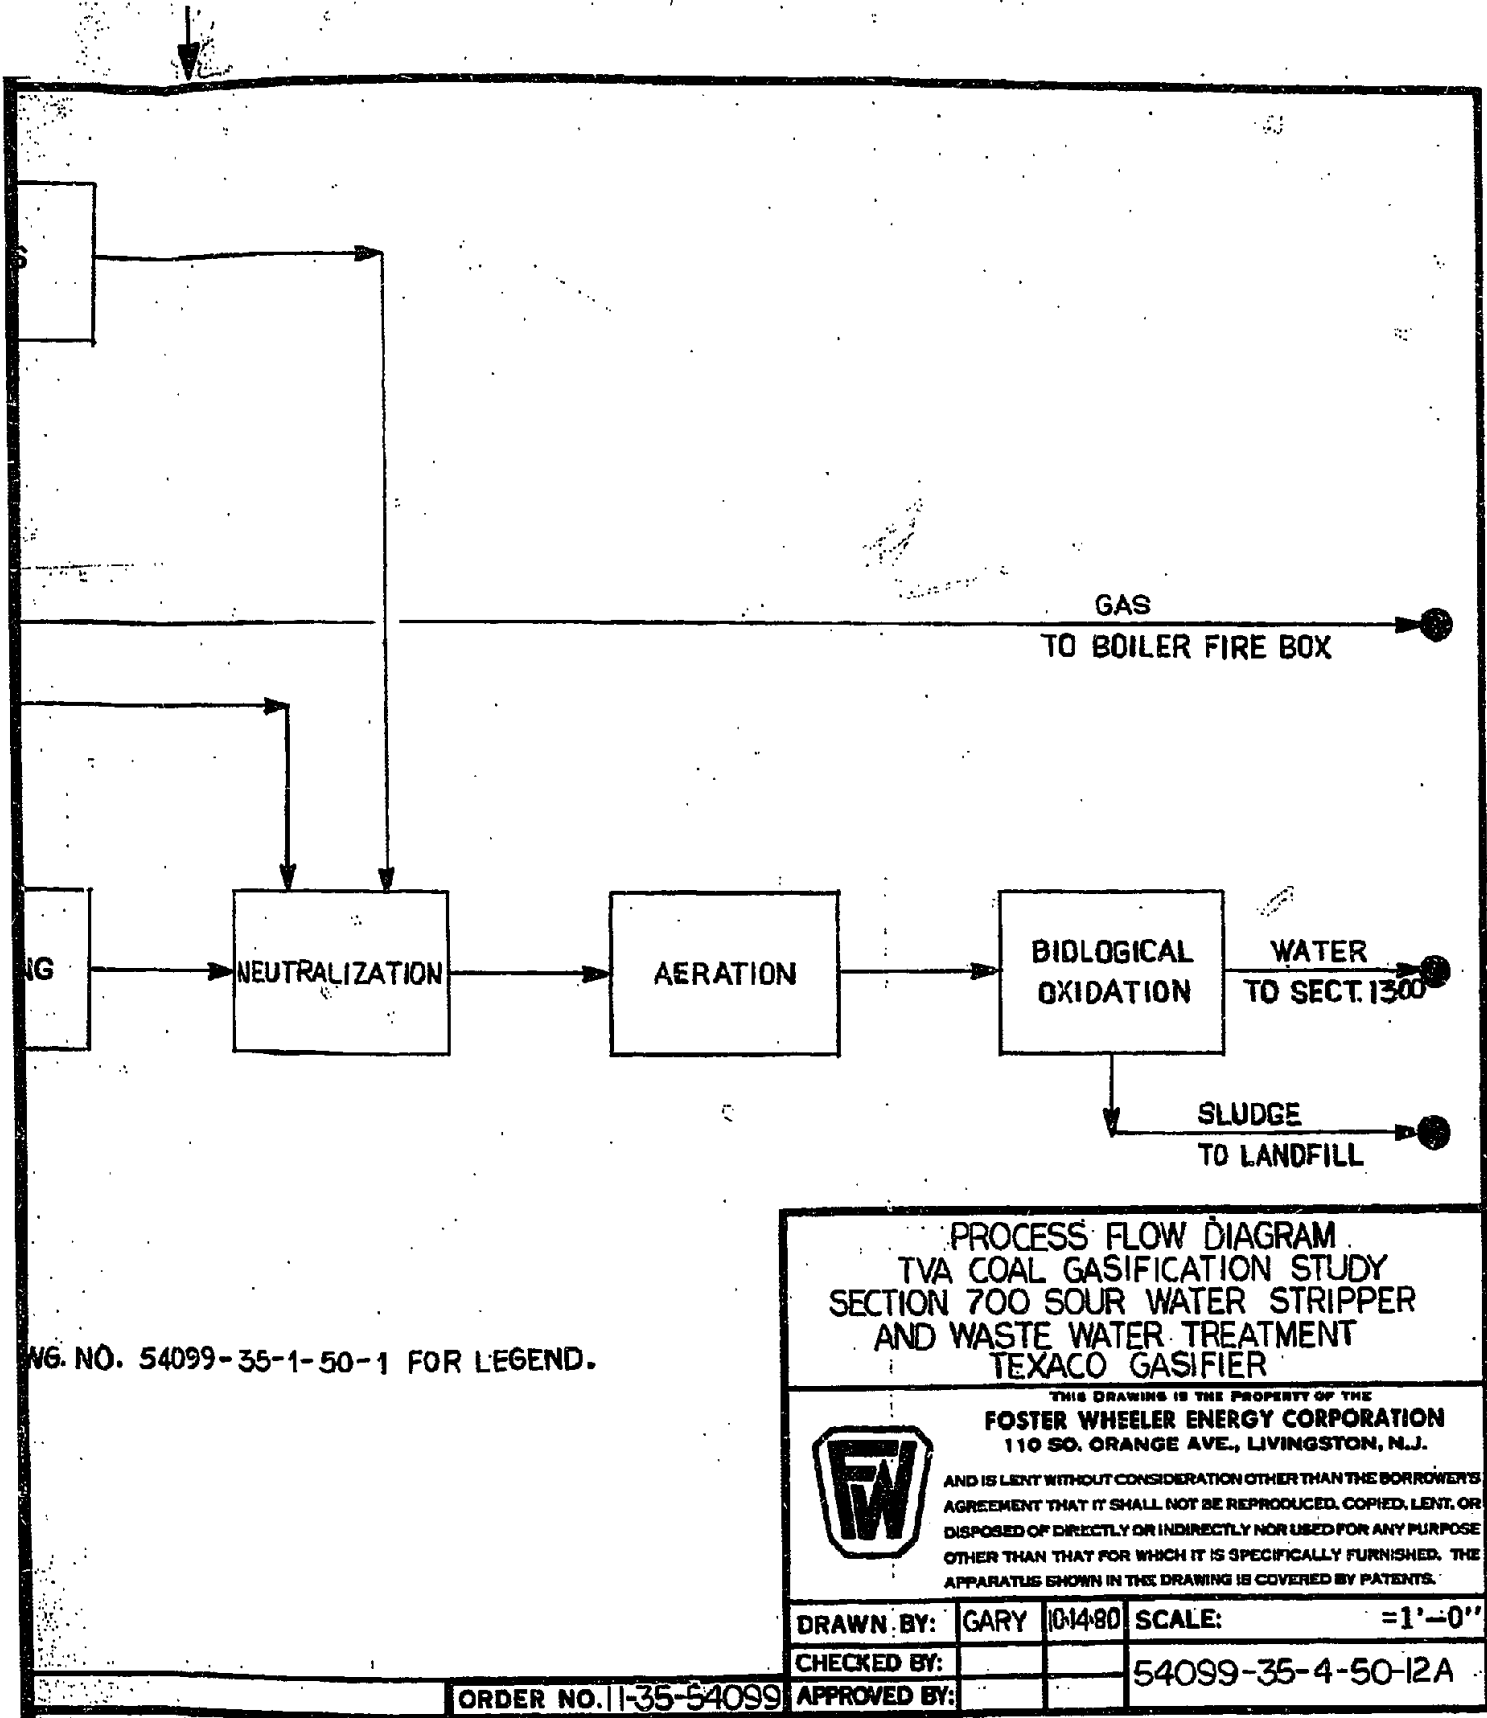 S
GAS
TO BOILER FIRE BOX
NG
NEUTRALIZATION
AERATION
BIOLOGICAL
OXIDATION
WATER
TO SECT. 1300
SLUDGE
TO LANDFILL
WG. NO. 54099-35-1-50-1 FOR LEGEND.
PROCESS FLOW DIAGRAM
TVA COAL GASIFICATION STUDY
SECTION 700 SOUR WATER STRIPPER
AND WASTE WATER TREATMENT
TEXACO GASIFIER
THIS DRAWING IS THE PROPERTY OF THE
FOSTER WHEELER ENERGY CORPORATION
110 SO. ORANGE AVE., LIVINGSTON, N.J.
AND IS LENT WITHOUT CONSIDERATION OTHER THAN THE BORROWER'S
AGREEMENT THAT IT SHALL NOT BE REPRODUCED, COPIED, LENT, OR
DISPOSED OF DIRECTLY OR INDIRECTLY NOR USED FOR ANY PURPOSE
OTHER THAN THAT FOR WHICH IT IS SPECIFICALLY FURNISHED. THE
APPARATUS SHOWN IN THE DRAWING IS COVERED BY PATENTS.
FW
DRAWN BY: GARY 10-14-80 SCALE: =1'-0"
CHECKED BY:
54099-35-4-50-12A
ORDER NO. 11-35-54099 APPROVED BY: